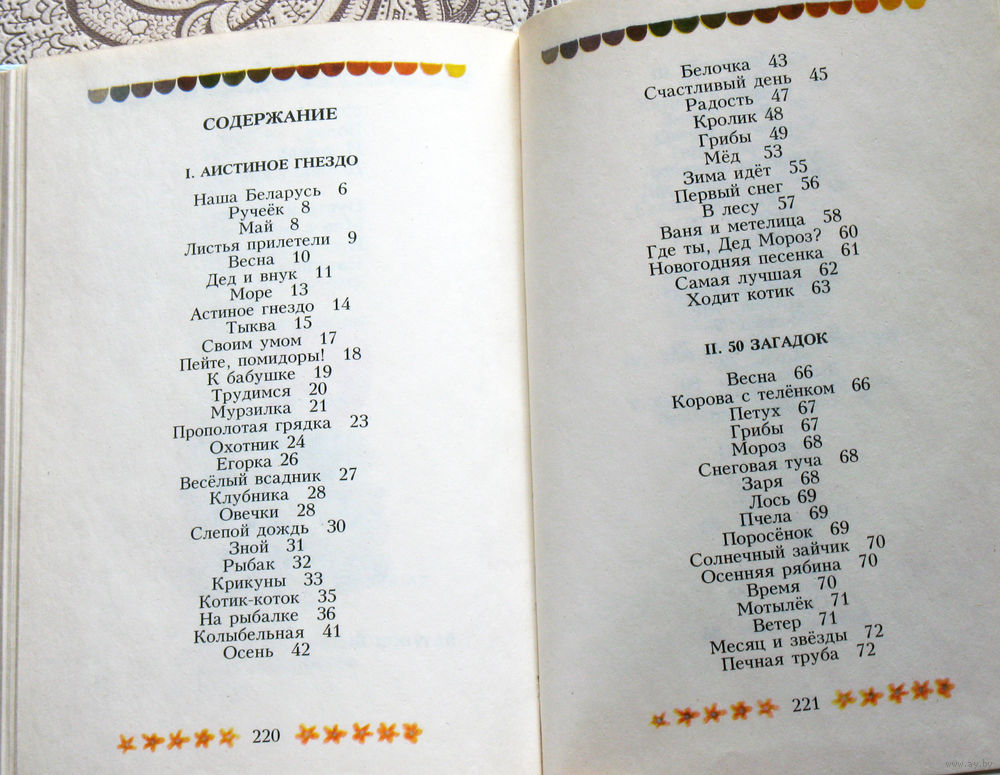 СОДЕРЖАНИЕ
I. АИСТИНОЕ ГНЕЗДО
Наша Беларусь 6
Ручеёк 8
Май 8
Листья прилетели 9
Весна 10
Дед и внук 11
Море 13
Астиное гнездо 14
Тыква 15
Своим умом 17
Пейте, помидоры! 18
К бабушке 19
Трудимся 20
Мурзилка 21
Прополотая грядка 23
Охотник 24
Егорка 26
Весёлый всадник 27
Клубника 28
Овечки 28
Слепой дождь 30
Зной 31
Рыбак 32
Крикуны 33
Котик-коток 35
На рыбалке 36
Колыбельная 41
Осень 42
220
Белочка 43
Счастливый день 45
Радость 47
Кролик 48
Грибы 49
Мёд 53
Зима идёт 55
Первый снег 56
В лесу 57
Ваня и метелица 58
Где ты, Дед Мороз? 60
Новогодняя песенка 61
Самая лучшая 62
Ходит котик 63
II. 50 ЗАГАДОК
Весна 66
Корова с телёнком 66
Петух 67
Грибы 67
Мороз 68
Снеговая туча 68
Заря 68
Лось 69
Пчела 69
Поросёнок 69
Солнечный зайчик 70
Осенняя рябина 70
Время 70
Мотылёк 71
Ветер 71
Месяц и звёзды 72
Печная труба 72
221
www.ay.by